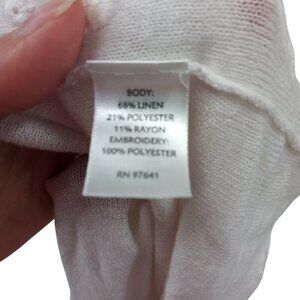 BODY:
68% LINEN
21% POLYESTER
11% RAYON
EMBROIDERY:
100% POLYESTER
RN 97641